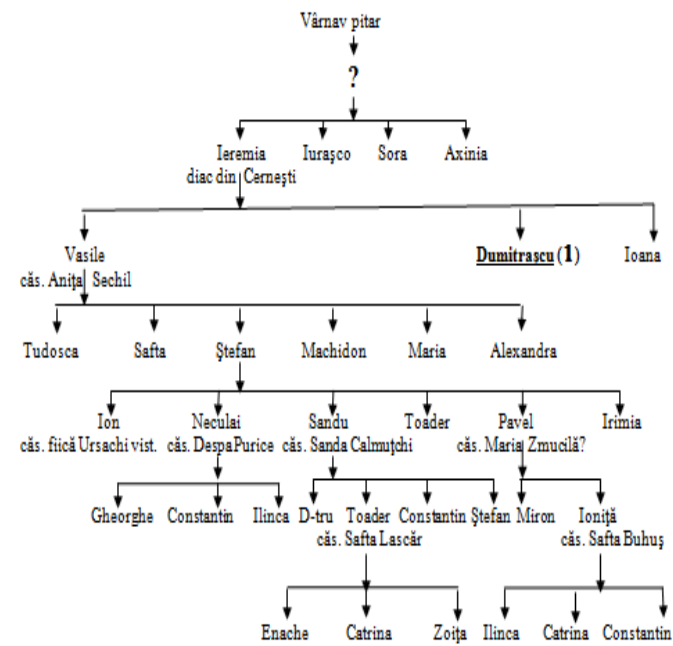 Vârnav pitar
?
Ieremia Iuraşco Sora Axinia
diac din Cerneşti
Vasile Dumitrascu (1) Ioana
căs. Aniţa Sechil
Tudosca Safta Ştefan Machidon Maria Alexandra
Ion Neculai Sandu Toader Pavel Irimia
căs. fiică Ursachi vist. căs. Despa Purice căs. Sanda Calmuţchi căs. Maria Zmucilă?
Gheorghe Constantin Ilinca D-tru Toader Constantin Ştefan Miron Ioniţă
căs. Safta Lascăr căs. Safta Buhuş
Enache Catrina Zoiţa Ilinca Catrina Constantin